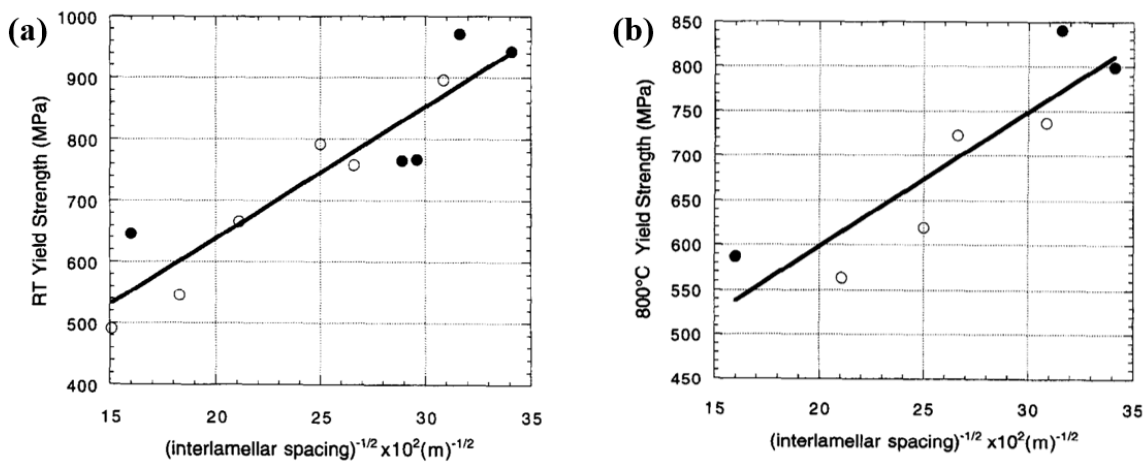 (a)
1000
900
800
700
600
500
400
RT Yield Strength (MPa)
15 20 25 30 35
(interlamellar spacing)^-1/2 x10^2(m)^-1/2
(b)
850
800
750
700
650
600
550
500
450
800°C Yield Strength (MPa)
15 20 25 30 35
(interlamellar spacing)^-1/2 x10^2(m)^-1/2